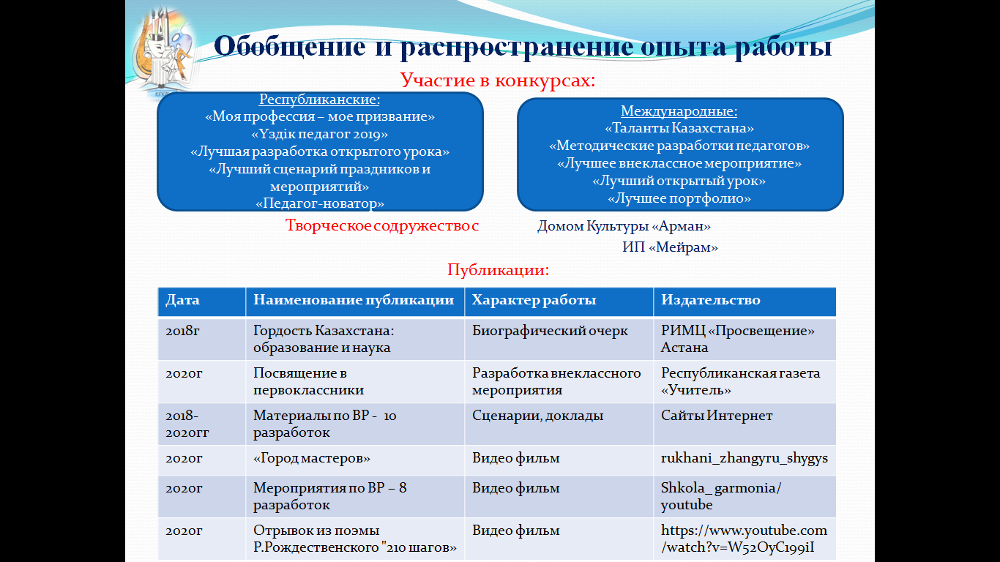 Обобщение и распространение опыта работы
Участие в конкурсах:
Республиканские:
«Моя профессия – мое призвание»
«Үздік педагог 2019»
«Лучшая разработка открытого урока»
«Лучший сценарий праздников и
мероприятий»
«Педагог-новатор»
Международные:
«Таланты Казахстана»
«Методические разработки педагогов»
«Лучшее внеклассное мероприятие»
«Лучший открытый урок»
«Лучшее портфолио»
Творческое содружество с Домом Культуры «Арман»
ИП «Мейрам»
Публикации:
Дата Наименование публикации Характер работы Издательство
2018г Гордость Казахстана: Биографический очерк РИМЦ «Просвещение»
образование и наука Астана
2020г Посвящение в Разработка внеклассного Республиканская газета
первоклассники мероприятия «Учитель»
2018- Материалы по ВР - 10 Сценарии, доклады Сайты Интернет
2020гг разработок
2020г «Город мастеров» Видео фильм rukhani_zhangyru_shygys
2020г Мероприятия по ВР – 8 Видео фильм Shkola_ garmonia/
разработок youtube
2020г Отрывок из поэмы Видео фильм https://www.youtube.com
Р.Рождественского "210 шагов» /watch?v=W52OyC199iI